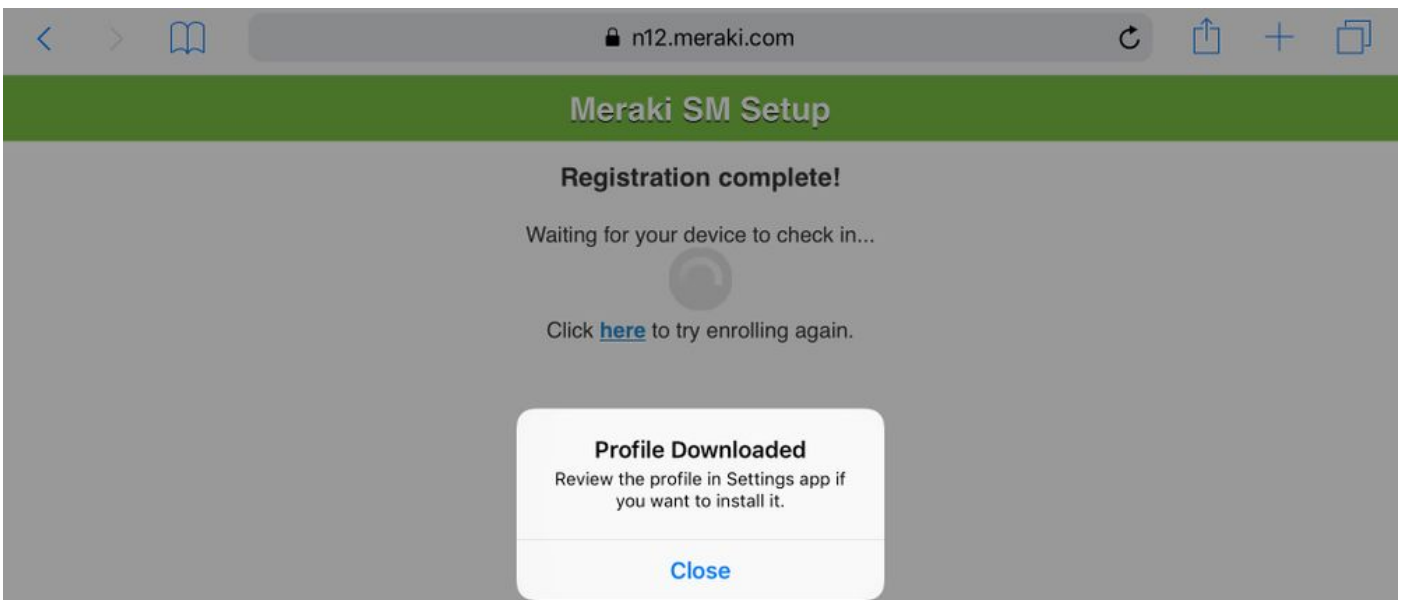 n12.meraki.com
Meraki SM Setup
Registration complete!
Waiting for your device to check in...
Click here to try enrolling again.
Profile Downloaded
Review the profile in Settings app if
you want to install it.
Close